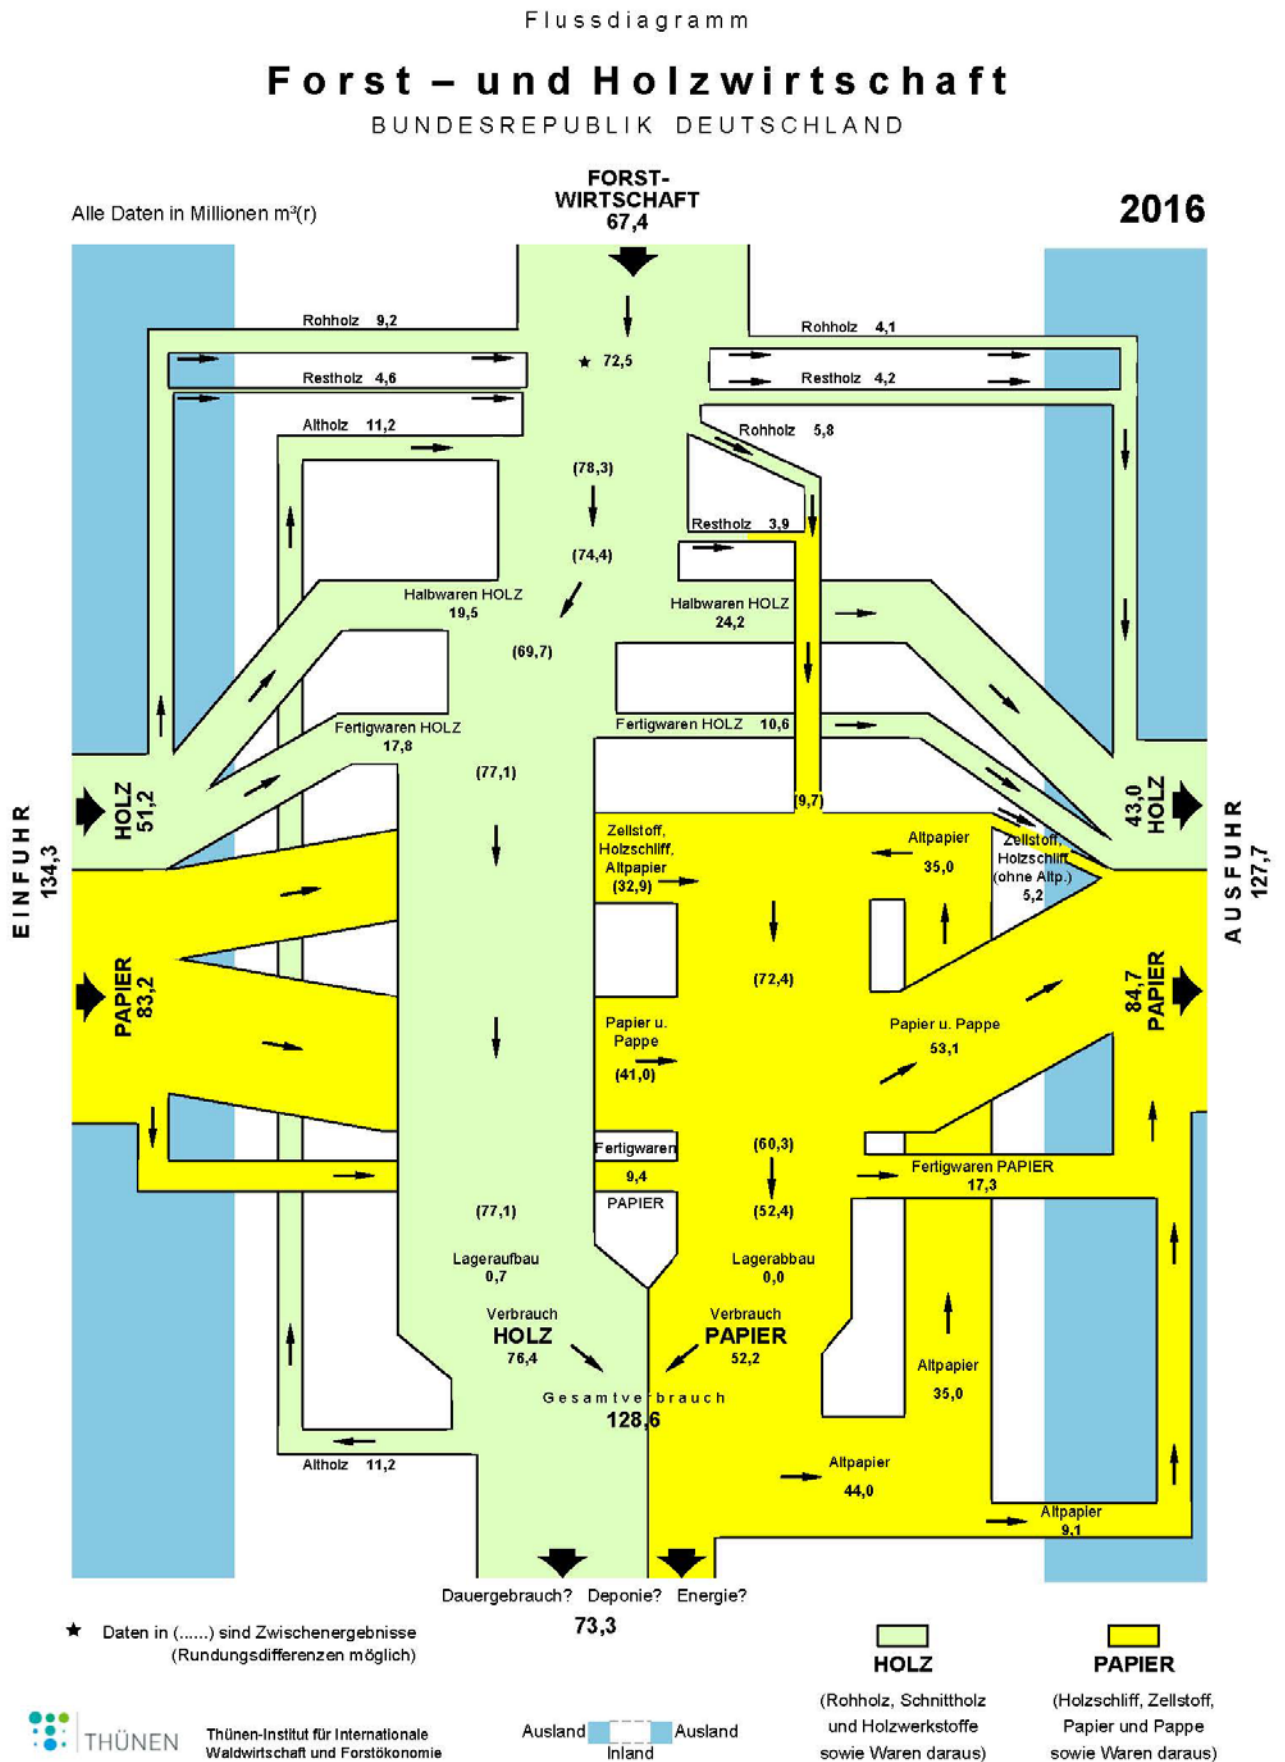 Flussdiagramm
Forst – und Holzwirtschaft
BUNDESREPUBLIK DEUTSCHLAND
FORST-
WIRTSCHAFT
67,4
Alle Daten in Millionen m³(r)
2016
Rohholz 9,2
Rohholz 4,1
★ 72,5
Restholz 4,6
Restholz 4,2
Altholz 11,2
Rohholz 5,8
(78,3)
Restholz 3,9
(74,4)
Halbwaren HOLZ
19,5
Halbwaren HOLZ
24,2
(69,7)
Fertigwaren HOLZ
17,8
Fertigwaren HOLZ 10,6
(77,1)
(9,7)
EINFUHR
134,3
HOLZ
51,2
PAPIER
83,2
43,0
HOLZ
84,7
PAPIER
AUSFUHR
127,7
Zellstoff,
Holzschliff,
Altpapier
(32,9)
Altpapier
35,0
Zellstoff,
Holzschliff
(ohne Altp.)
5,2
(72,4)
Papier u.
Pappe
(41,0)
Papier u. Pappe
53,1
Fertigwaren
9,4
PAPIER
(60,3)
Fertigwaren PAPIER
17,3
(77,1)
(52,4)
Lageraufbau
0,7
Lagerabbau
0,0
Verbrauch
HOLZ
76,4
Verbrauch
PAPIER
52,2
Altpapier
35,0
Gesamtverbrauch
128,6
Altholz 11,2
Altpapier
44,0
Altpapier
9,1
Dauergebrauch? Deponie? Energie?
73,3
★ Daten in (......) sind Zwischenergebnisse
(Rundungsdifferenzen möglich)
HOLZ
(Rohholz, Schnittholz
und Holzwerkstoffe
sowie Waren daraus)
PAPIER
(Holzschliff, Zellstoff,
Papier und Pappe
sowie Waren daraus)
THÜNEN
Thünen-Institut für Internationale
Waldwirtschaft und Forstökonomie
Ausland
Ausland
Inland